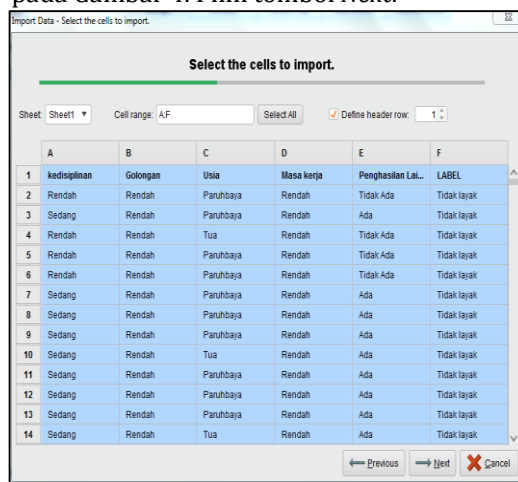 pada Gambar 4. Pilih tombol Next.
Import Data - Select the cells to import.
Select the cells to import.
Sheet: Sheet1 Cell range: A:F Select All Define header row: 1
A B C D E F
1 kedisiplinan Golongan Usia Masa kerja Penghasilan Lai... LABEL
2 Rendah Rendah Paruhbaya Rendah Tidak Ada Tidak layak
3 Sedang Rendah Paruhbaya Rendah Ada Tidak layak
4 Rendah Rendah Tua Rendah Tidak Ada Tidak layak
5 Rendah Rendah Paruhbaya Rendah Tidak Ada Tidak layak
6 Rendah Rendah Paruhbaya Rendah Tidak Ada Tidak layak
7 Sedang Rendah Paruhbaya Rendah Ada Tidak layak
8 Sedang Rendah Paruhbaya Rendah Ada Tidak layak
9 Sedang Rendah Paruhbaya Rendah Ada Tidak layak
10 Sedang Rendah Tua Rendah Ada Tidak layak
11 Sedang Rendah Paruhbaya Rendah Ada Tidak layak
12 Sedang Rendah Paruhbaya Rendah Ada Tidak layak
13 Sedang Rendah Paruhbaya Rendah Ada Tidak layak
14 Sedang Rendah Tua Rendah Ada Tidak layak
Previous Next Cancel